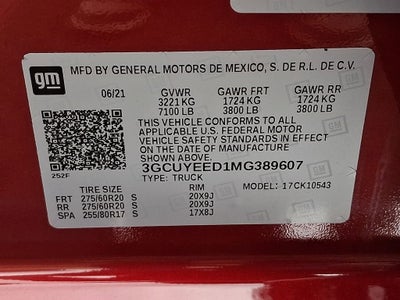 gm
MFD BY GENERAL MOTORS DE MEXICO, S. DE R.L. DE C.V.
06/21 GVWR GAWR FRT GAWR RR
3221 KG 1724 KG 1724 KG
7100 LB 3800 LB 3800 LB
THIS VEHICLE CONFORMS TO ALL
APPLICABLE U.S. FEDERAL MOTOR
VEHICLE SAFETY STANDARDS IN EFFECT
ON THE DATE OF MANUFACTURE
SHOWN ABOVE.
3GCUYEED1MG389607
252F TYPE: TRUCK
TIRE SIZE RIM MODEL: 17CK10543
FRT 275/60R20 S 20X9J
RR 275/60R20 S 20X9J
SPA 255/80R17 S 17X8J